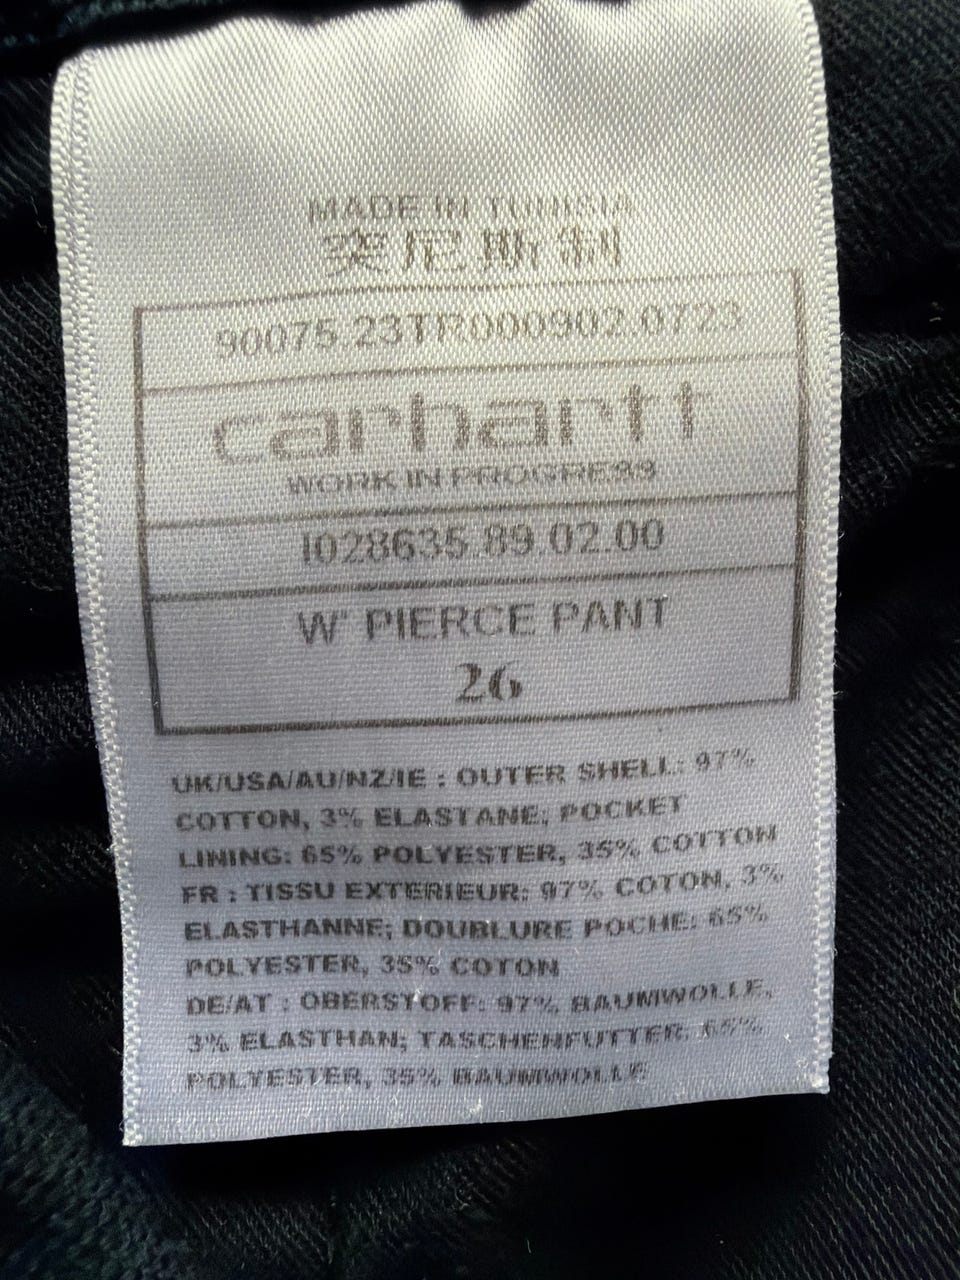 MADE IN TUNISIA
突尼斯制
90075.23TR000902.0723
carhartt
WORK IN PROGRESS
I028635.89.02.00
W' PIERCE PANT
26
UK/USA/AU/NZ/IE : OUTER SHELL: 97%
COTTON, 3% ELASTANE; POCKET
LINING: 65% POLYESTER, 35% COTTON
FR : TISSU EXTERIEUR: 97% COTON, 3%
ELASTHANNE; DOUBLURE POCHE: 65%
POLYESTER, 35% COTON
DE/AT : OBERSTOFF: 97% BAUMWOLLE,
3% ELASTHAN; TASCHENFUTTER: 65%
POLYESTER, 35% BAUMWOLLE